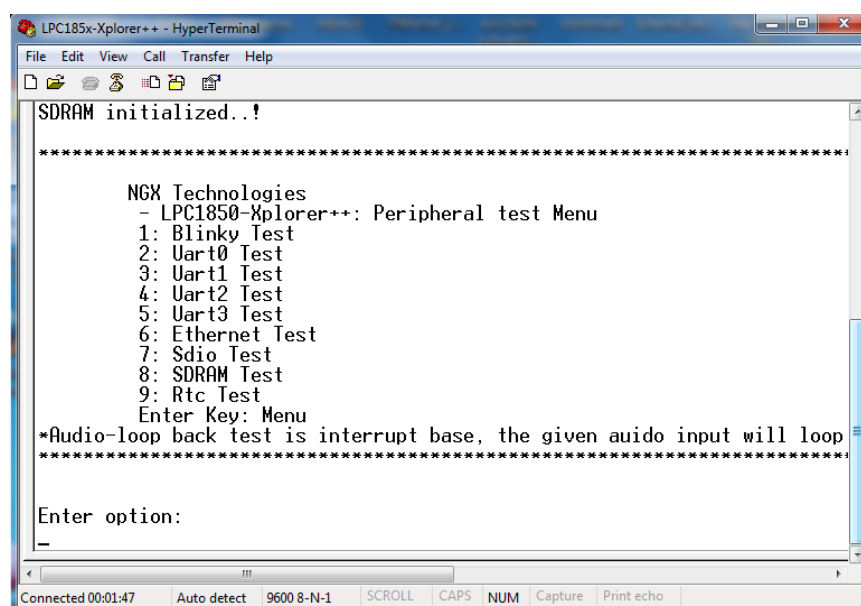 LPC185x-Xplorer++ - HyperTerminal
File Edit View Call Transfer Help
SDRAM initialized..!
*************************************************************************
NGX Technologies
- LPC1850-Xplorer++: Peripheral test Menu
1: Blinky Test
2: Uart0 Test
3: Uart1 Test
4: Uart2 Test
5: Uart3 Test
6: Ethernet Test
7: Sdio Test
8: SDRAM Test
9: Rtc Test
Enter Key: Menu
*Audio-loop back test is interrupt base, the given auido input will loop
*************************************************************************
Enter option:
_
Connected 00:01:47 Auto detect 9600 8-N-1 SCROLL CAPS NUM Capture Print echo